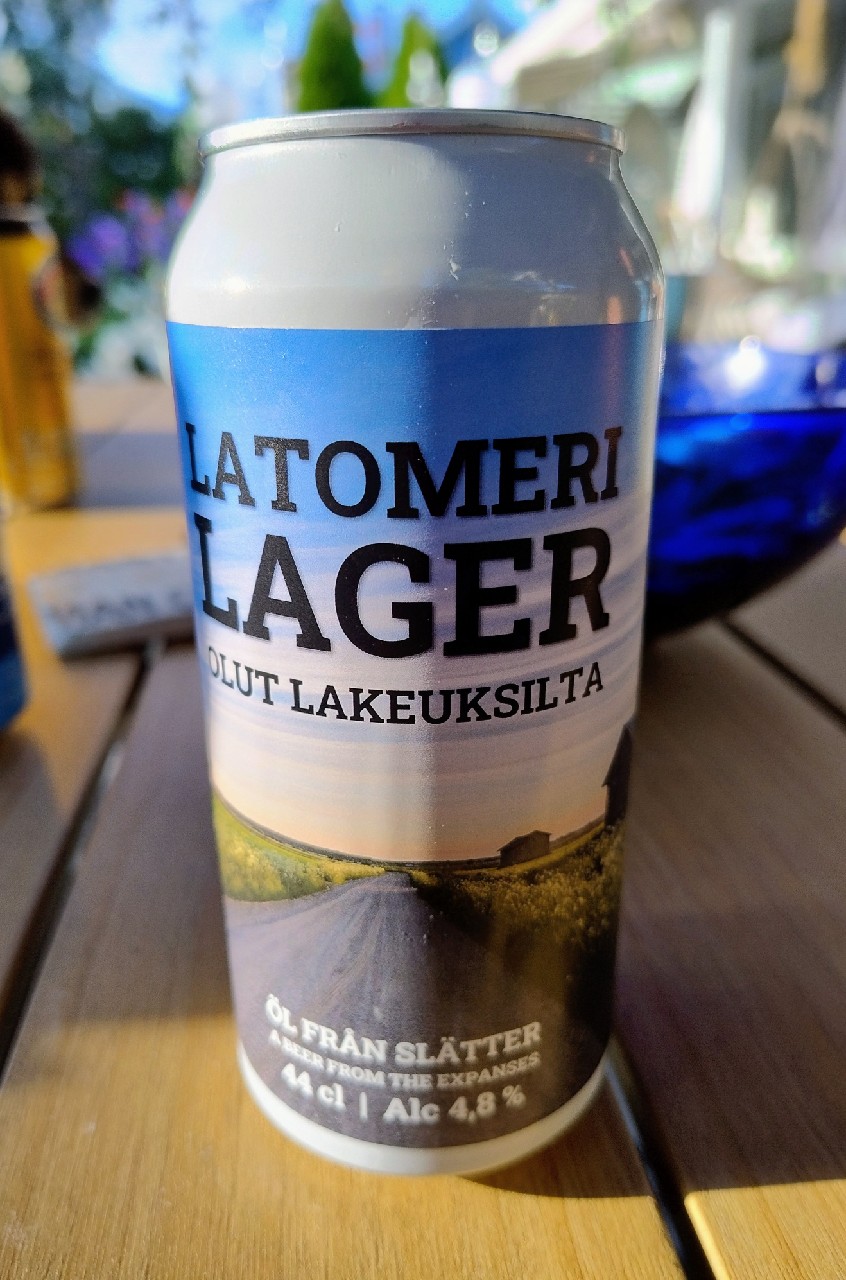 LATOMERI
LAGER
OLUT LAKEUKSILTA
ÖL FRÅN SLÄTTER
A BEER FROM THE EXPANSES
44 cl | Alc 4,8 %